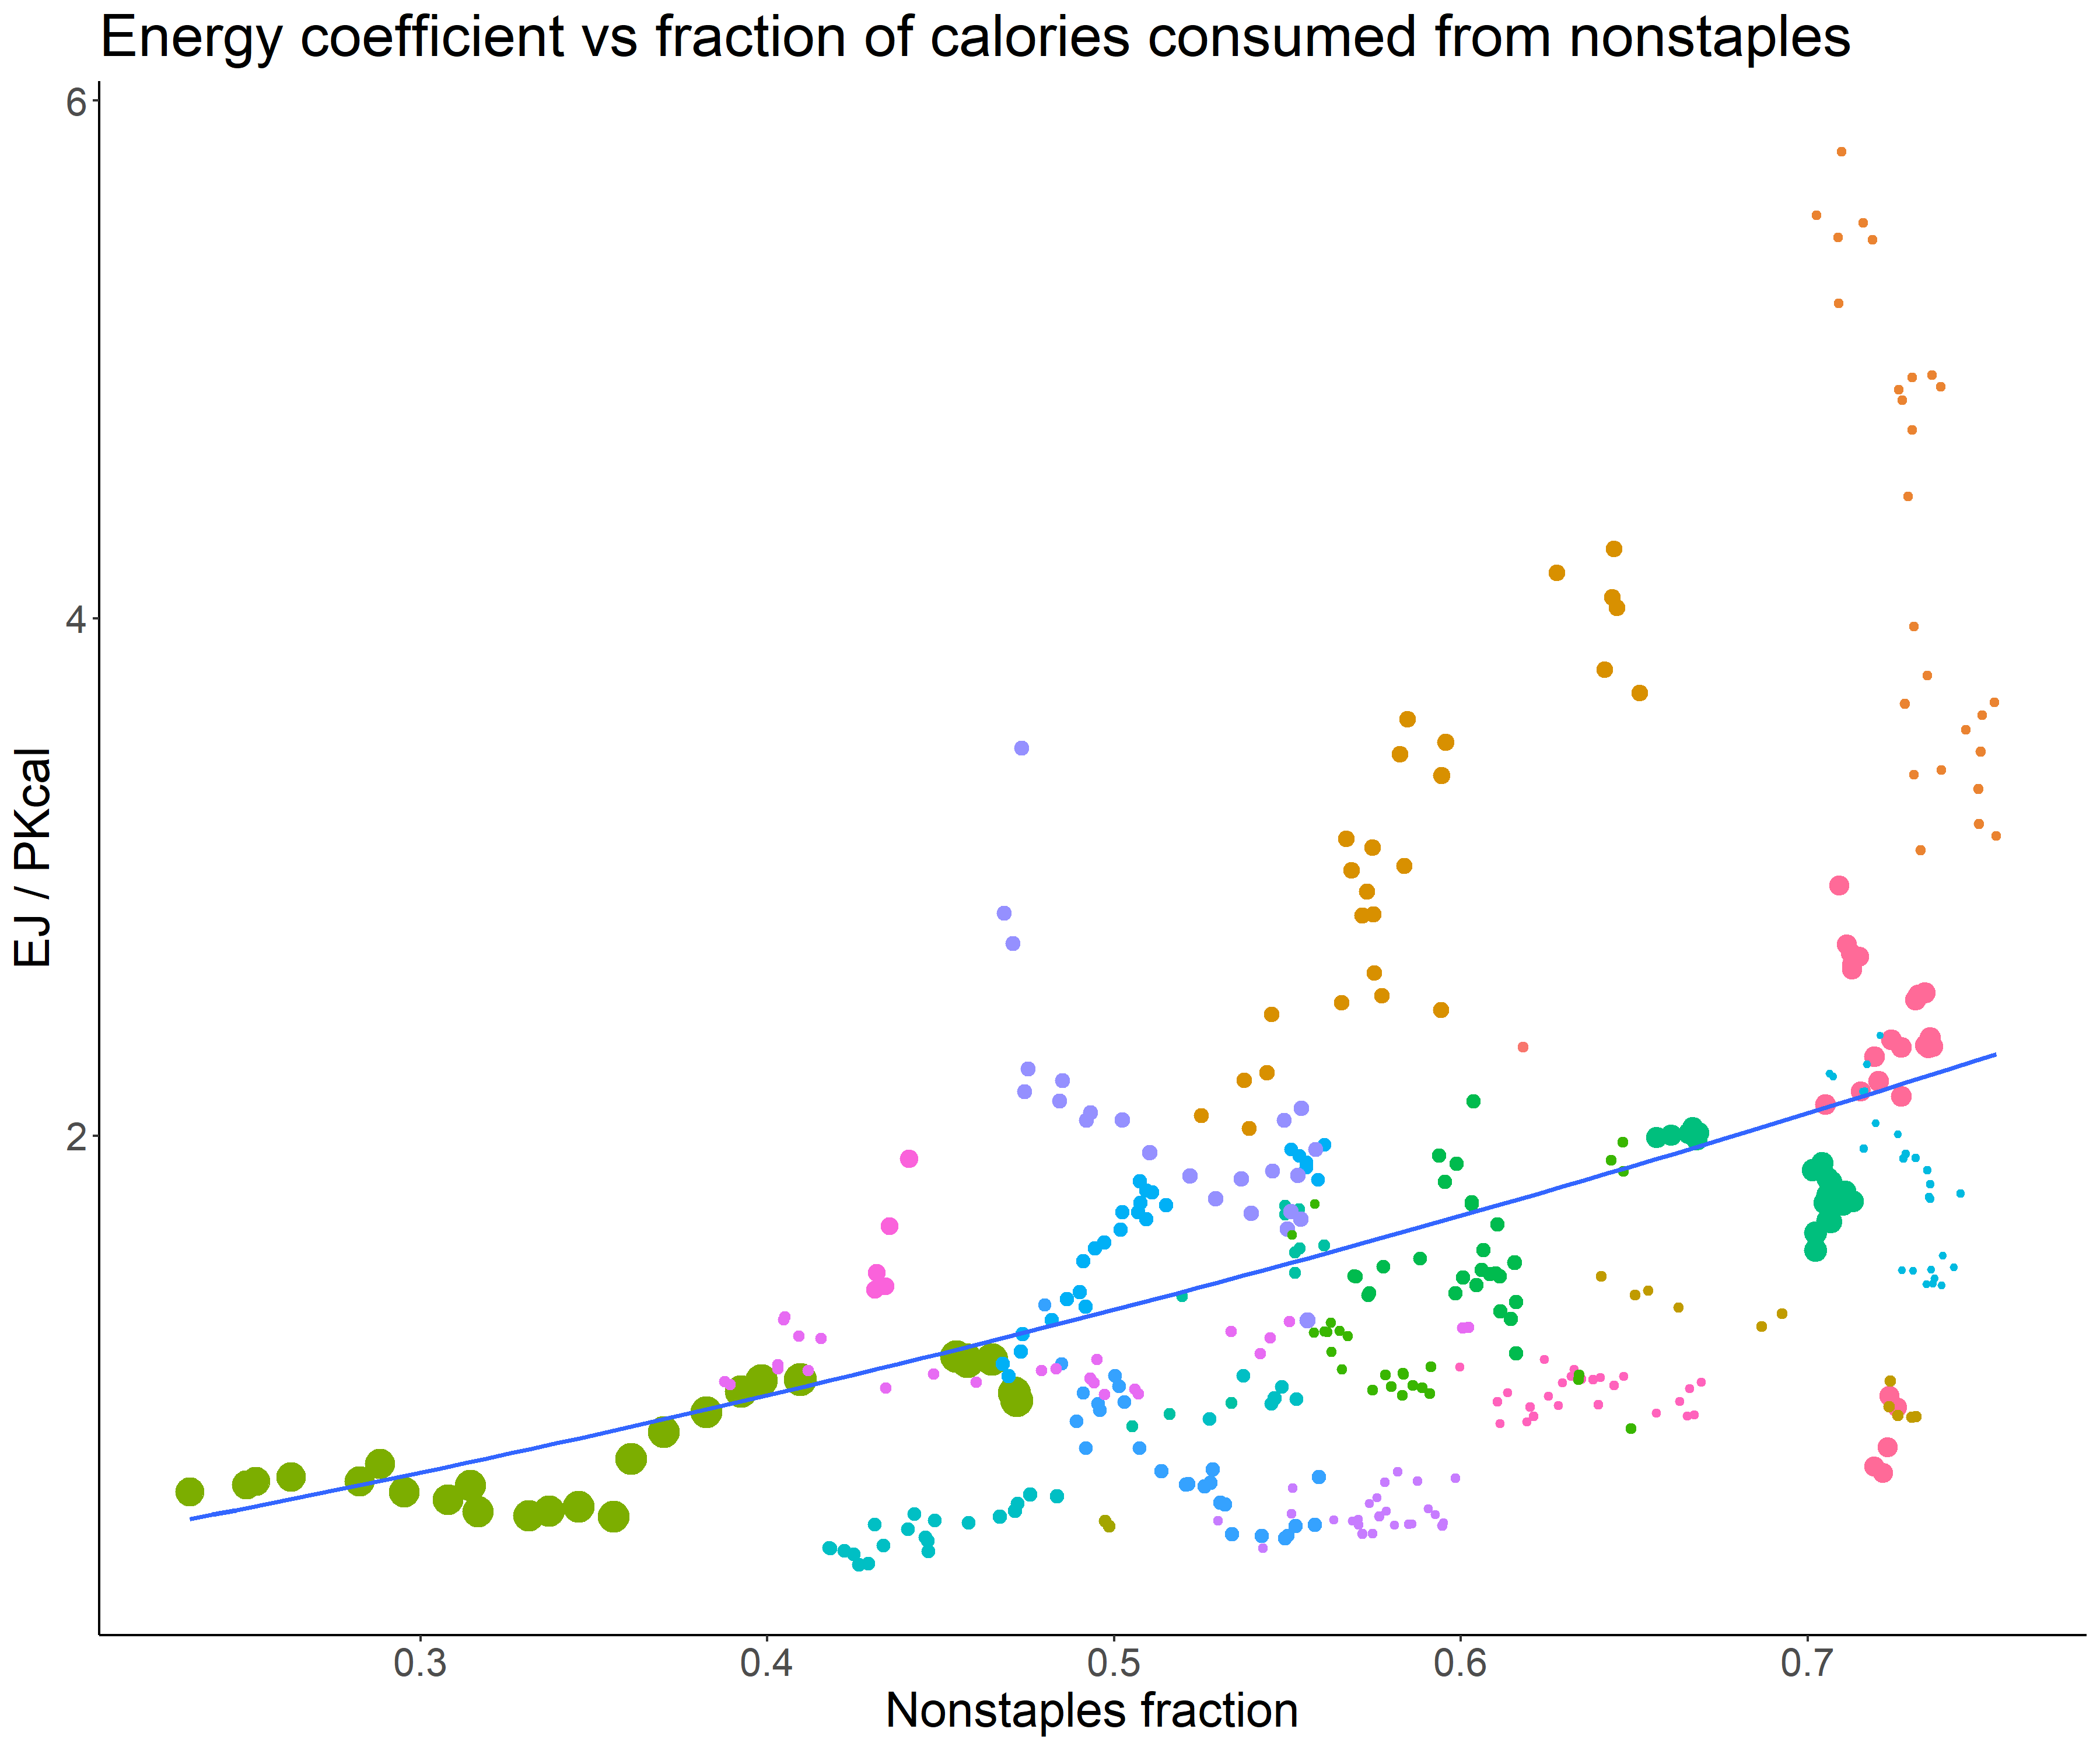 Energy coefficient vs fraction of calories consumed from nonstaples
6
4
2
EJ / PKcal
0.3 0.4 0.5 0.6 0.7
Nonstaples fraction